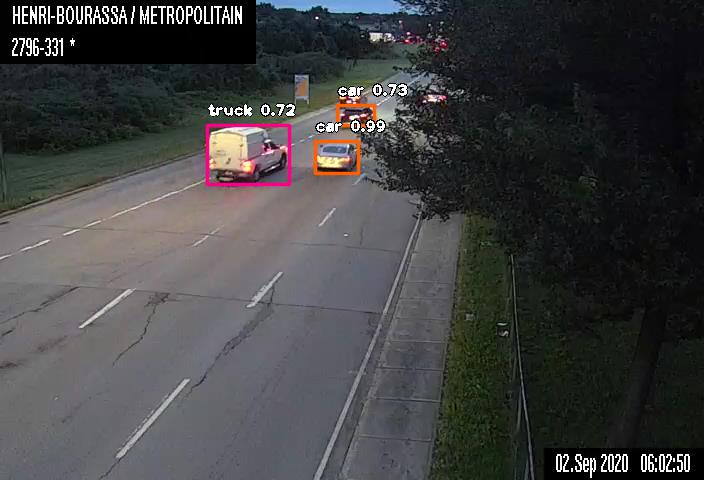 HENRI-BOURASSA / METROPOLITAIN
2796-331 *
car 0.73
truck 0.72
car 0.99
02.Sep 2020 06:02:50